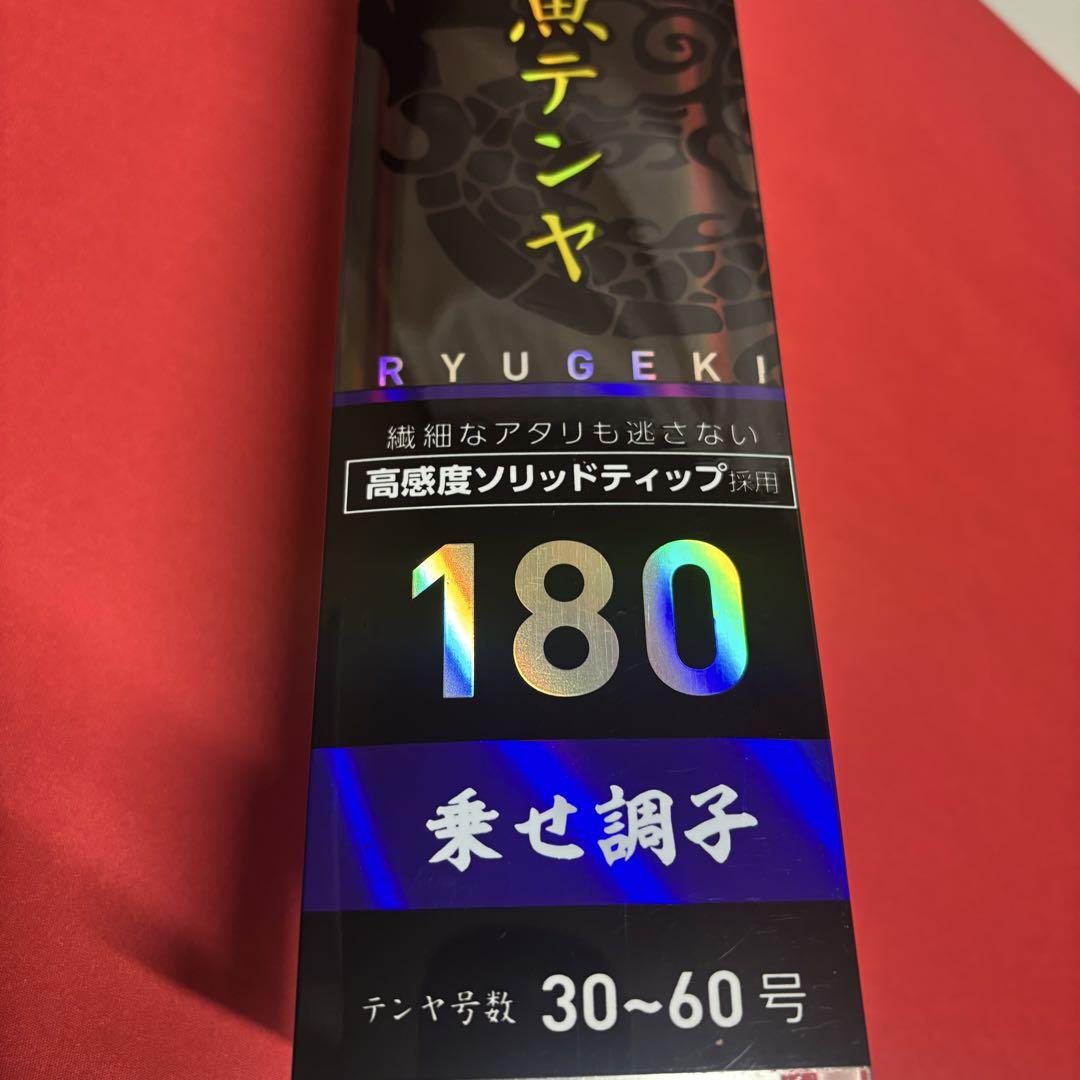 魚テンヤ
RYUGEKI
繊細なアタリも逃さない
高感度ソリッドティップ採用
180
乗せ調子
テンヤ号数 30~60号